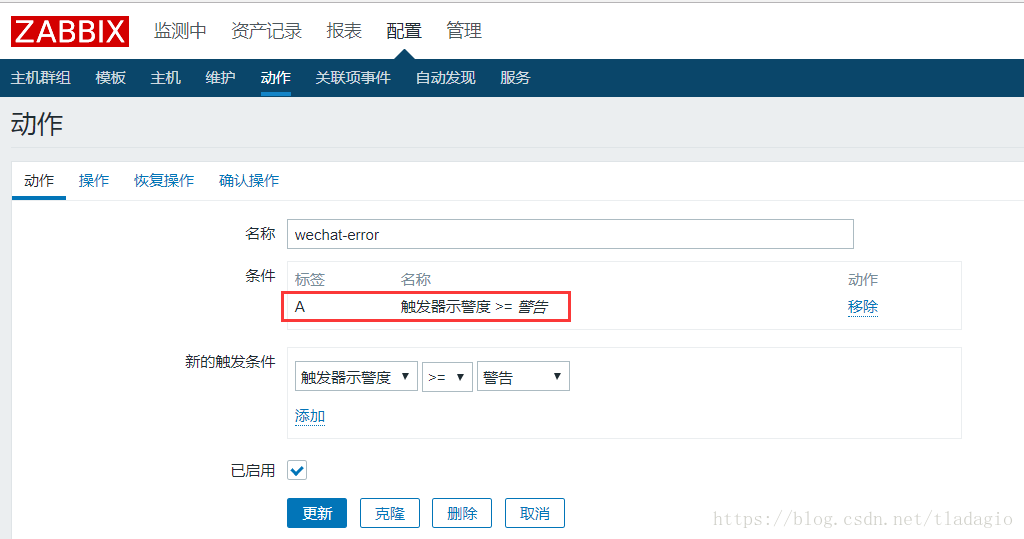 ZABBIX 监测中 资产记录 报表 配置 管理
主机群组 模板 主机 维护 动作 关联项事件 自动发现 服务
动作
动作 操作 恢复操作 确认操作
名称 wechat-error
条件 标签 名称 动作
A 触发器示警度 >= 警告 移除
新的触发条件
触发器示警度 >= 警告
添加
已启用
更新 克隆 删除 取消
https://blog.csdn.net/tladagio